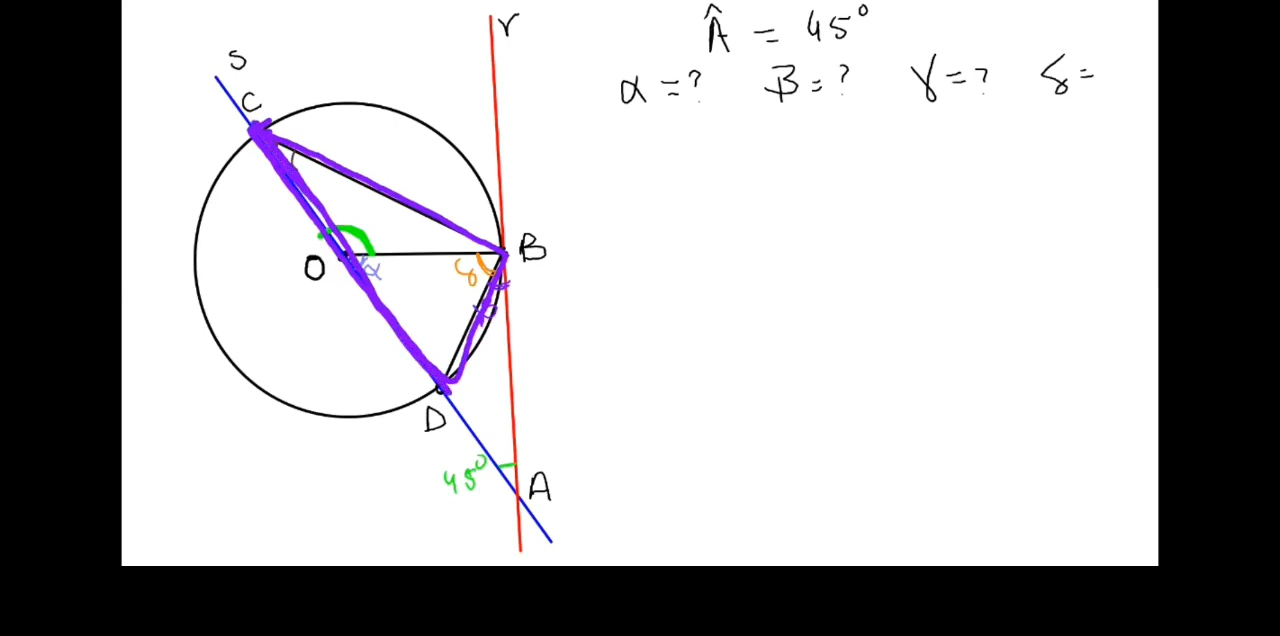 r
Â = 45°
S
α = ? B = ? γ = ? δ =
C
B
O
α
δ
D
45°
A